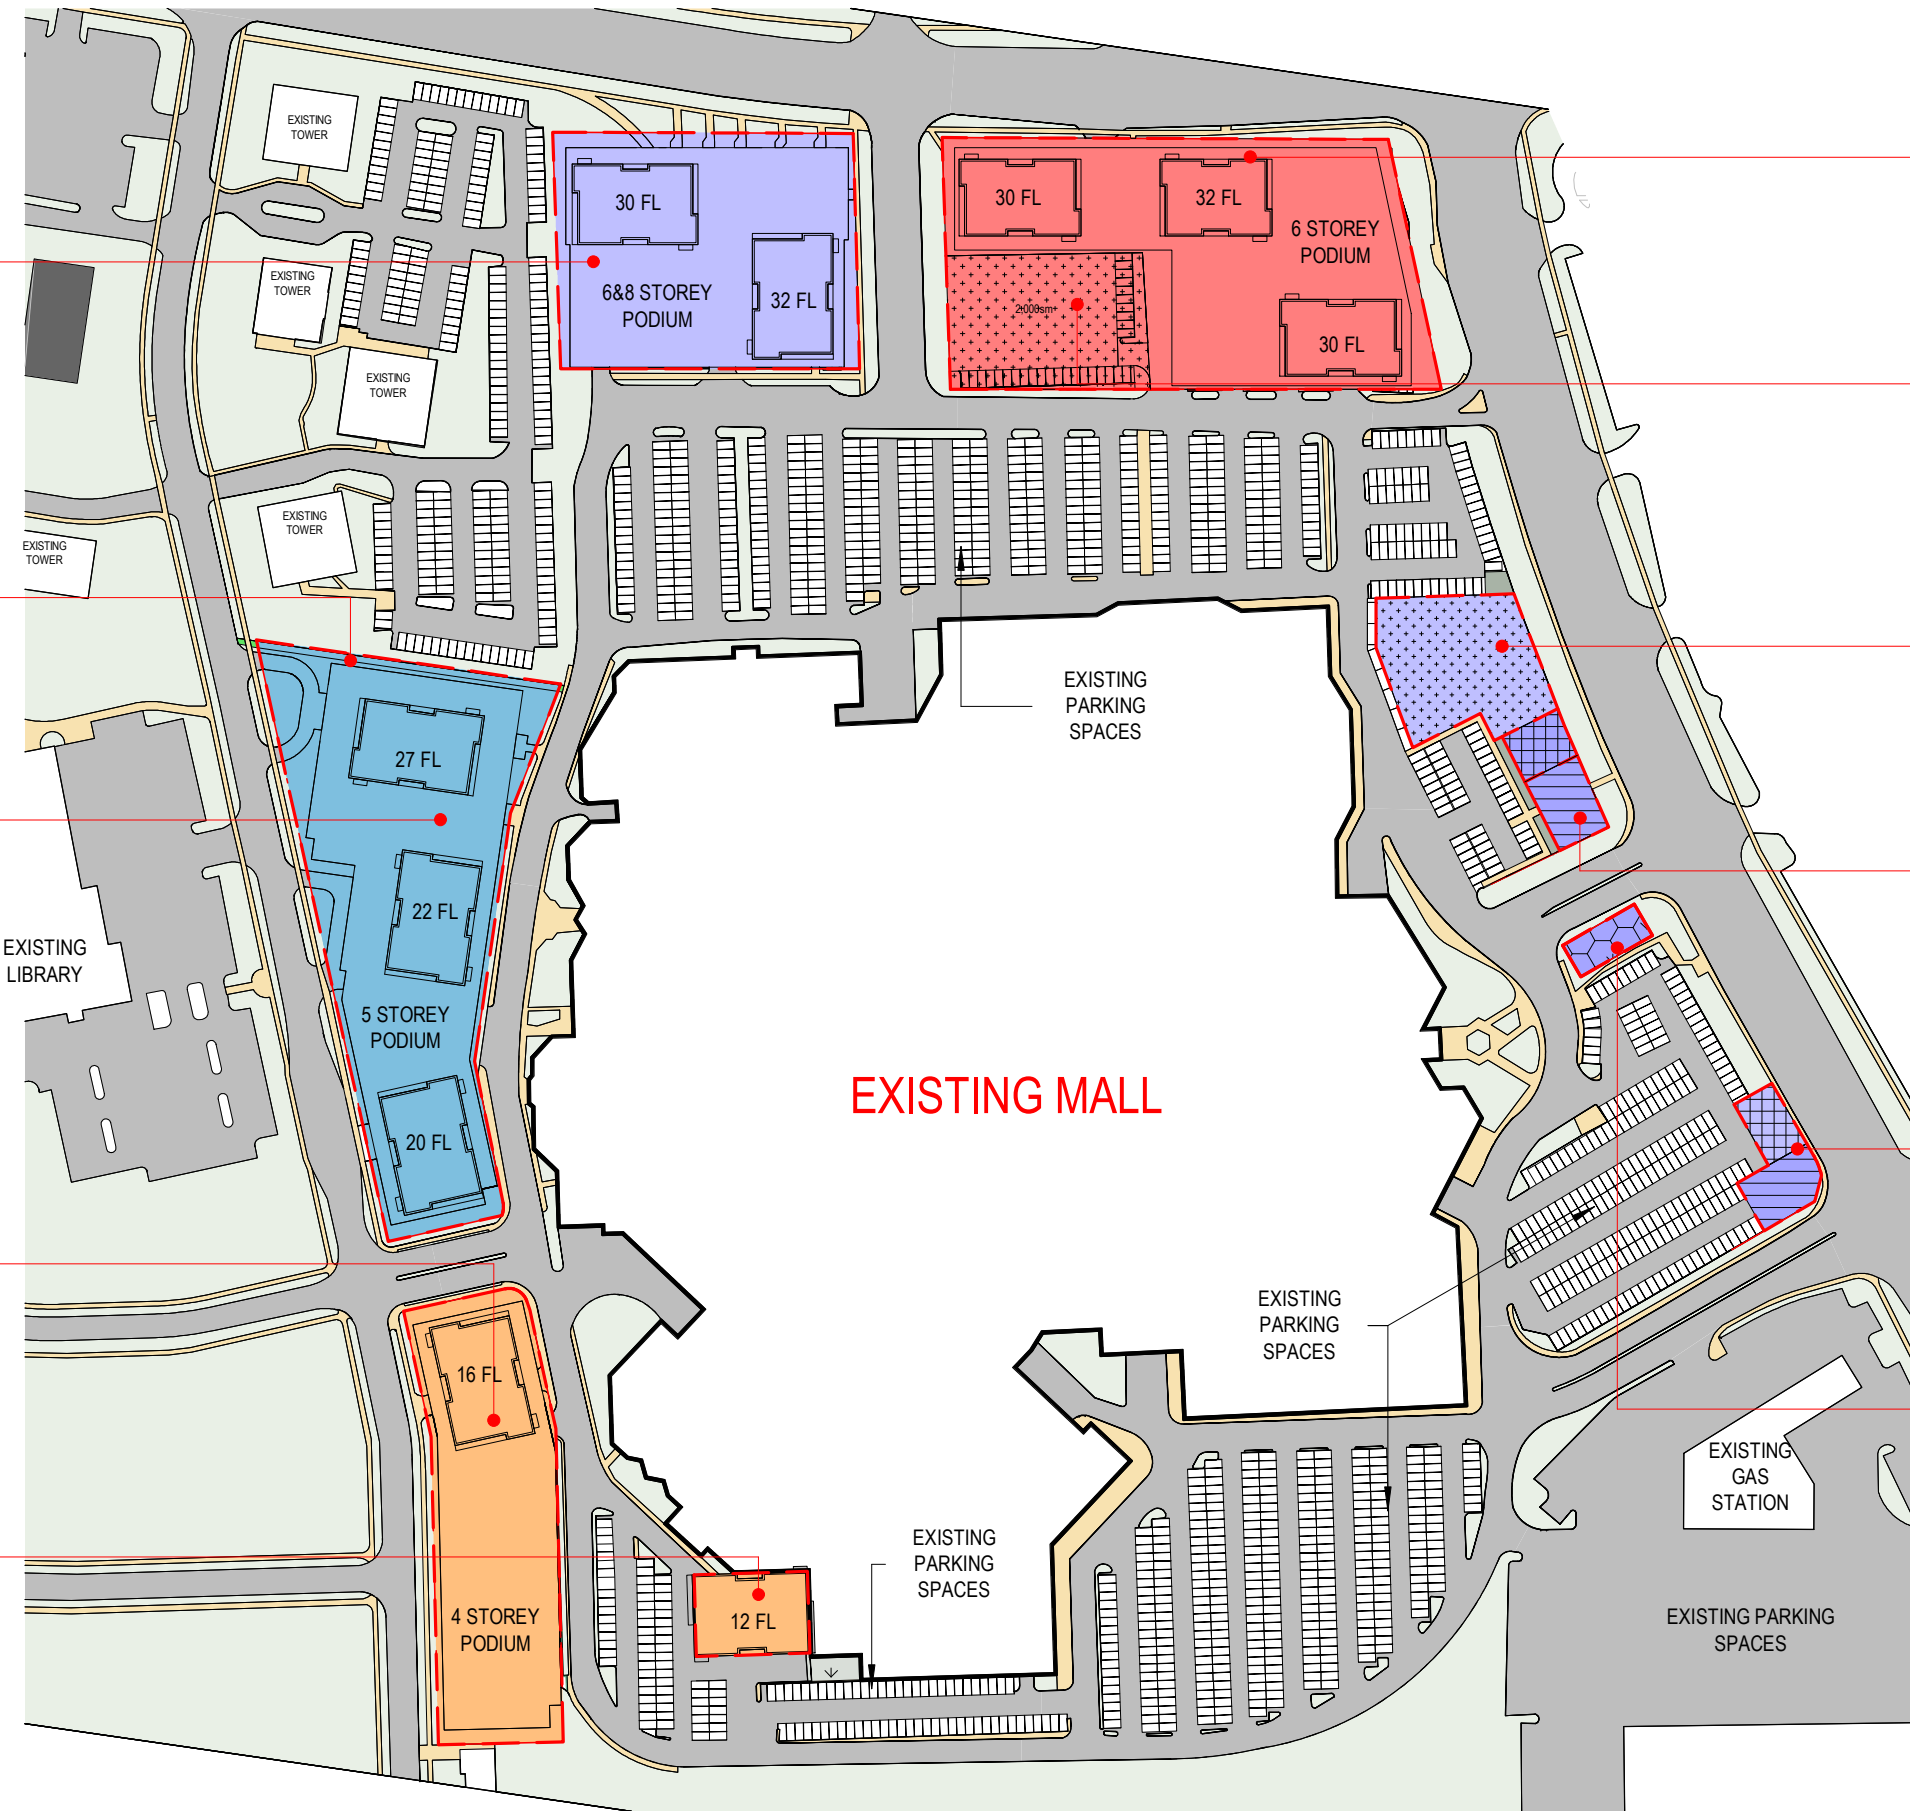 EXISTING
TOWER
30 FL
30 FL
32 FL
6 STOREY
PODIUM
EXISTING
TOWER
6&8 STOREY
PODIUM
32 FL
2,000sm
30 FL
EXISTING
TOWER
EXISTING
TOWER
EXISTING
TOWER
EXISTING
PARKING
SPACES
27 FL
22 FL
EXISTING
LIBRARY
5 STOREY
PODIUM
EXISTING MALL
20 FL
EXISTING
PARKING
SPACES
16 FL
EXISTING
GAS
STATION
EXISTING
PARKING
SPACES
4 STOREY
PODIUM
12 FL
EXISTING PARKING
SPACES